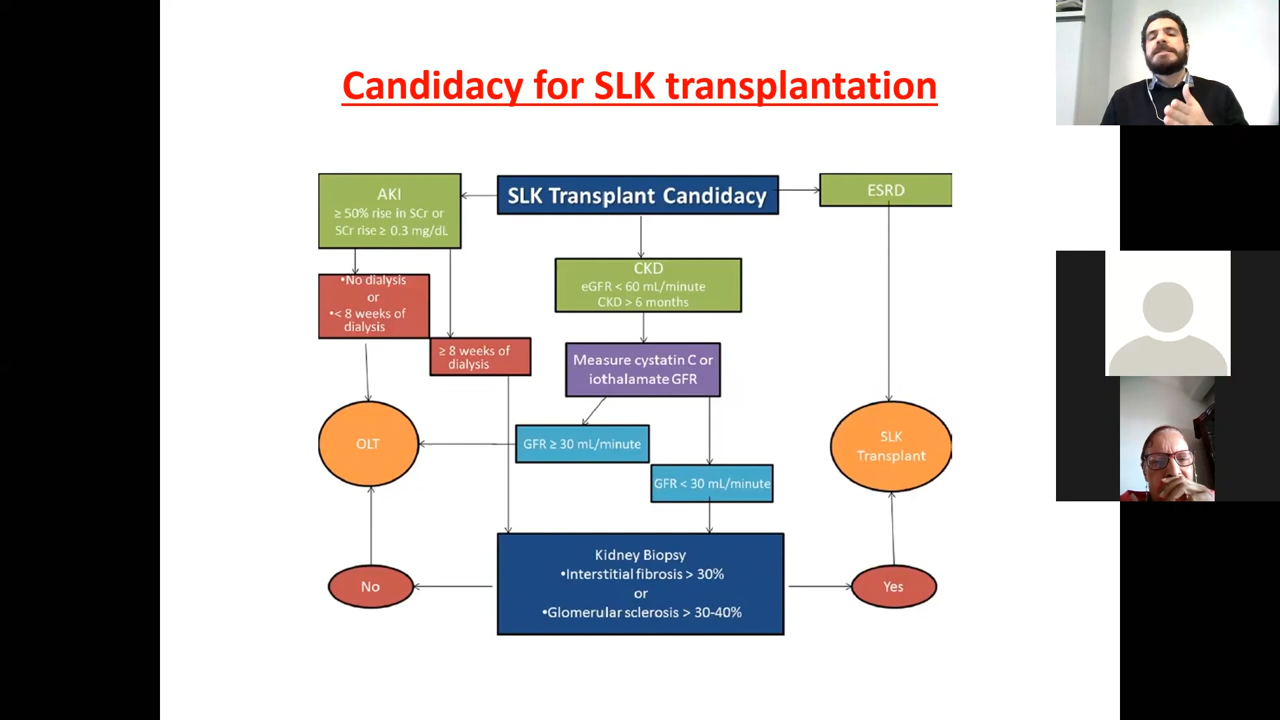 Candidacy for SLK transplantation
SLK Transplant Candidacy
AKI
≥ 50% rise in SCr or
SCr rise ≥ 0.3 mg/dL
ESRD
•No dialysis
or
•< 8 weeks of
dialysis
≥ 8 weeks of
dialysis
CKD
eGFR < 60 mL/minute
CKD > 6 months
Measure cystatin C or
iothalamate GFR
GFR ≥ 30 mL/minute
GFR < 30 mL/minute
OLT
SLK
Transplant
Kidney Biopsy
•Interstitial fibrosis > 30%
or
•Glomerular sclerosis > 30-40%
No
Yes